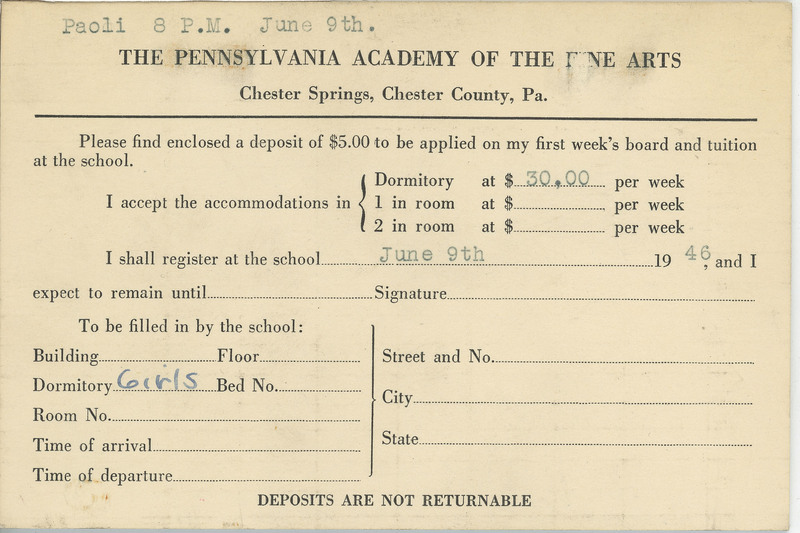 Paoli 8 P.M. June 9th.
THE PENNSYLVANIA ACADEMY OF THE FINE ARTS
Chester Springs, Chester County, Pa.
Please find enclosed a deposit of $5.00 to be applied on my first week's board and tuition
at the school.
Dormitory at $ 30.00 per week
I accept the accommodations in 1 in room at $ per week
2 in room at $ per week
I shall register at the school June 9th 19 46, and I
expect to remain until Signature
To be filled in by the school:
Building Floor
Street and No.
Dormitory Girls Bed No.
City
Room No.
State
Time of arrival
Time of departure
DEPOSITS ARE NOT RETURNABLE